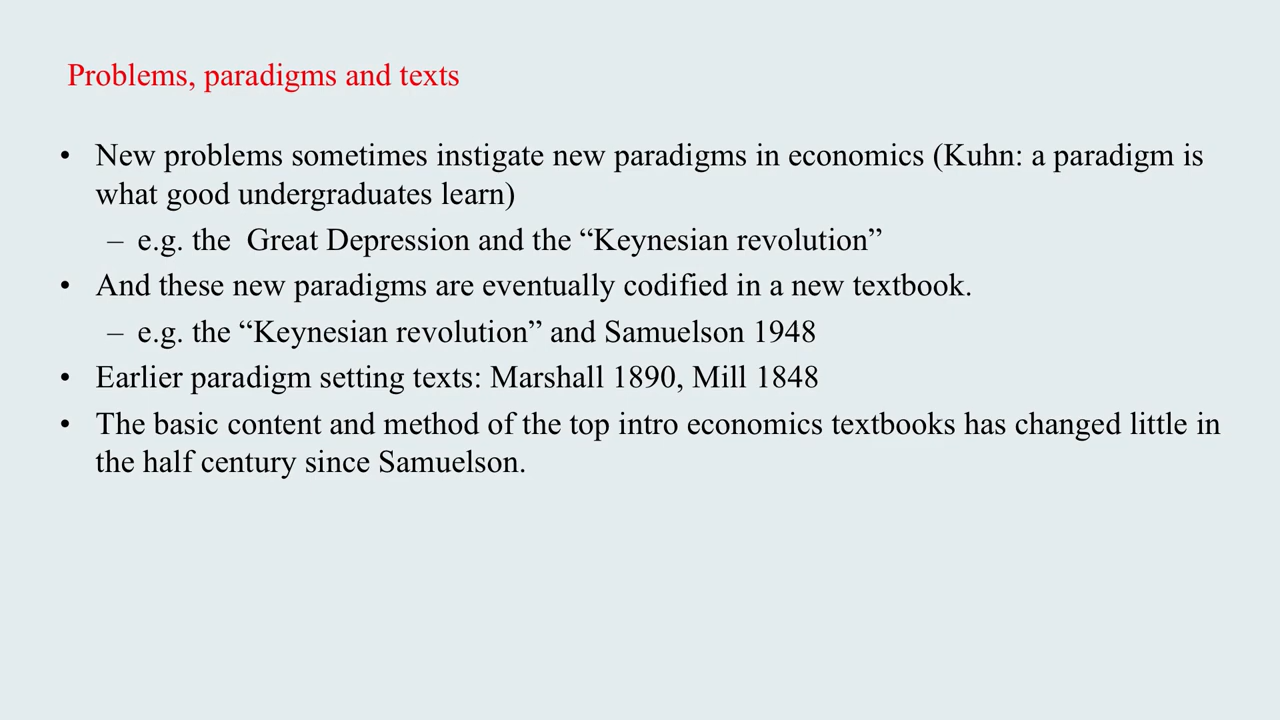 Problems, paradigms and texts
• New problems sometimes instigate new paradigms in economics (Kuhn: a paradigm is
what good undergraduates learn)
– e.g. the  Great Depression and the “Keynesian revolution”
• And these new paradigms are eventually codified in a new textbook.
– e.g. the “Keynesian revolution” and Samuelson 1948
• Earlier paradigm setting texts: Marshall 1890, Mill 1848
• The basic content and method of the top intro economics textbooks has changed little in
the half century since Samuelson.